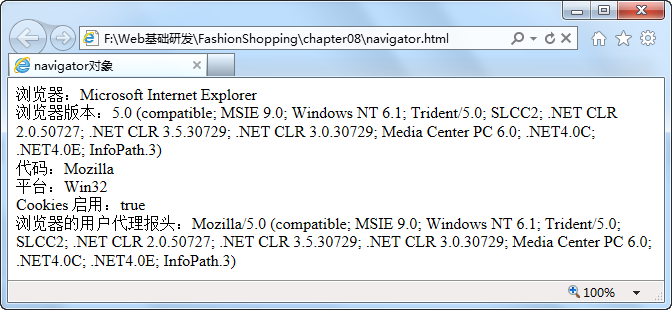 F:\Web基础研发\FashionShopping\chapter08\navigator.html
navigator对象
浏览器：Microsoft Internet Explorer
浏览器版本：5.0 (compatible; MSIE 9.0; Windows NT 6.1; Trident/5.0; SLCC2; .NET CLR
2.0.50727; .NET CLR 3.5.30729; .NET CLR 3.0.30729; Media Center PC 6.0; .NET4.0C;
.NET4.0E; InfoPath.3)
代码：Mozilla
平台：Win32
Cookies 启用：true
浏览器的用户代理报头：Mozilla/5.0 (compatible; MSIE 9.0; Windows NT 6.1; Trident/5.0;
SLCC2; .NET CLR 2.0.50727; .NET CLR 3.5.30729; .NET CLR 3.0.30729; Media Center PC 6.0;
.NET4.0C; .NET4.0E; InfoPath.3)
100%